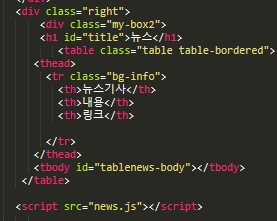 </div>
<div class="right">
<div class="my-box2">
<h1 id="title">뉴스</h1>
<table class="table table-bordered">
<thead>
<tr class="bg-info">
<th>뉴스기사</th>
<th>내용</th>
<th>링크</th>
</tr>
</thead>
<tbody id="tablenews-body"></tbody>
</table>
<script src="news.js"></script>